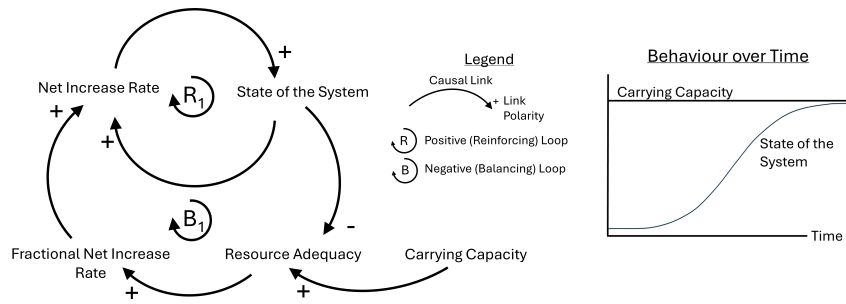 +
Net Increase Rate
R1
State of the System
+
+
B1
-
Fractional Net Increase
Rate
Resource Adequacy
Carrying Capacity
+
+
Legend
Causal Link
+ Link
Polarity
R Positive (Reinforcing) Loop
B Negative (Balancing) Loop
Behaviour over Time
Carrying Capacity
State of the
System
Time